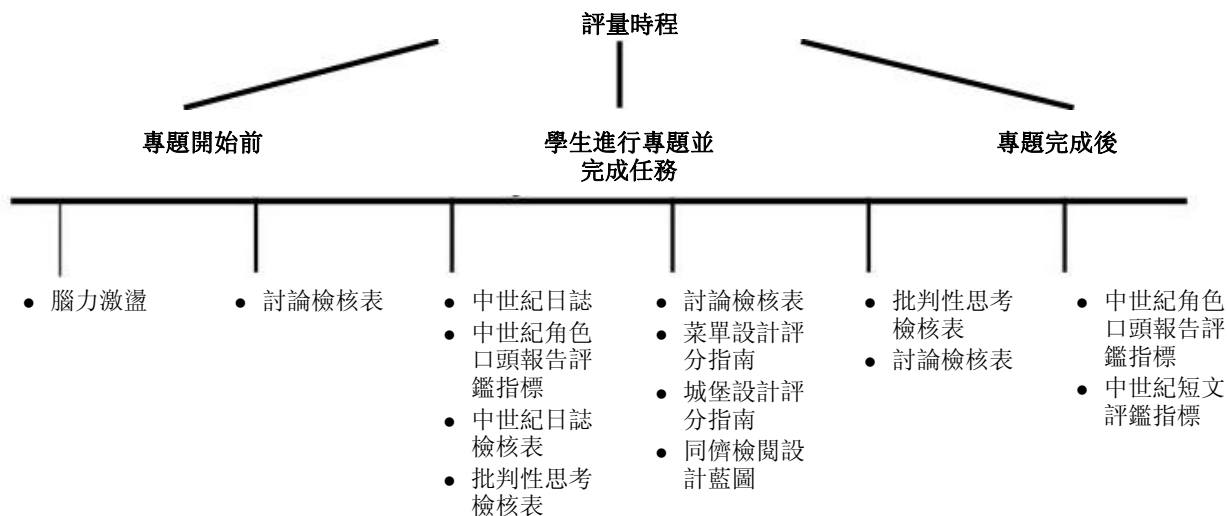 評量時程
專題開始前
學生進行專題並
完成任務
專題完成後
● 腦力激盪
● 討論檢核表
● 中世紀日誌
● 中世紀角色
口頭報告評
鑑指標
● 中世紀日誌
檢核表
● 批判性思考
檢核表
● 討論檢核表
● 菜單設計評
分指南
● 城堡設計評
分指南
● 同儕檢閱設
計藍圖
● 批判性思考
檢核表
● 討論檢核表
● 中世紀角色
口頭報告評
鑑指標
● 中世紀短文
評鑑指標